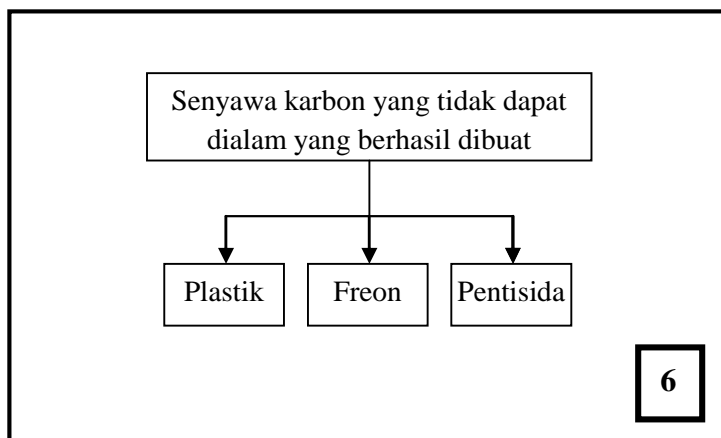 Senyawa karbon yang tidak dapat
dialam yang berhasil dibuat
Plastik
Freon
Pentisida
6